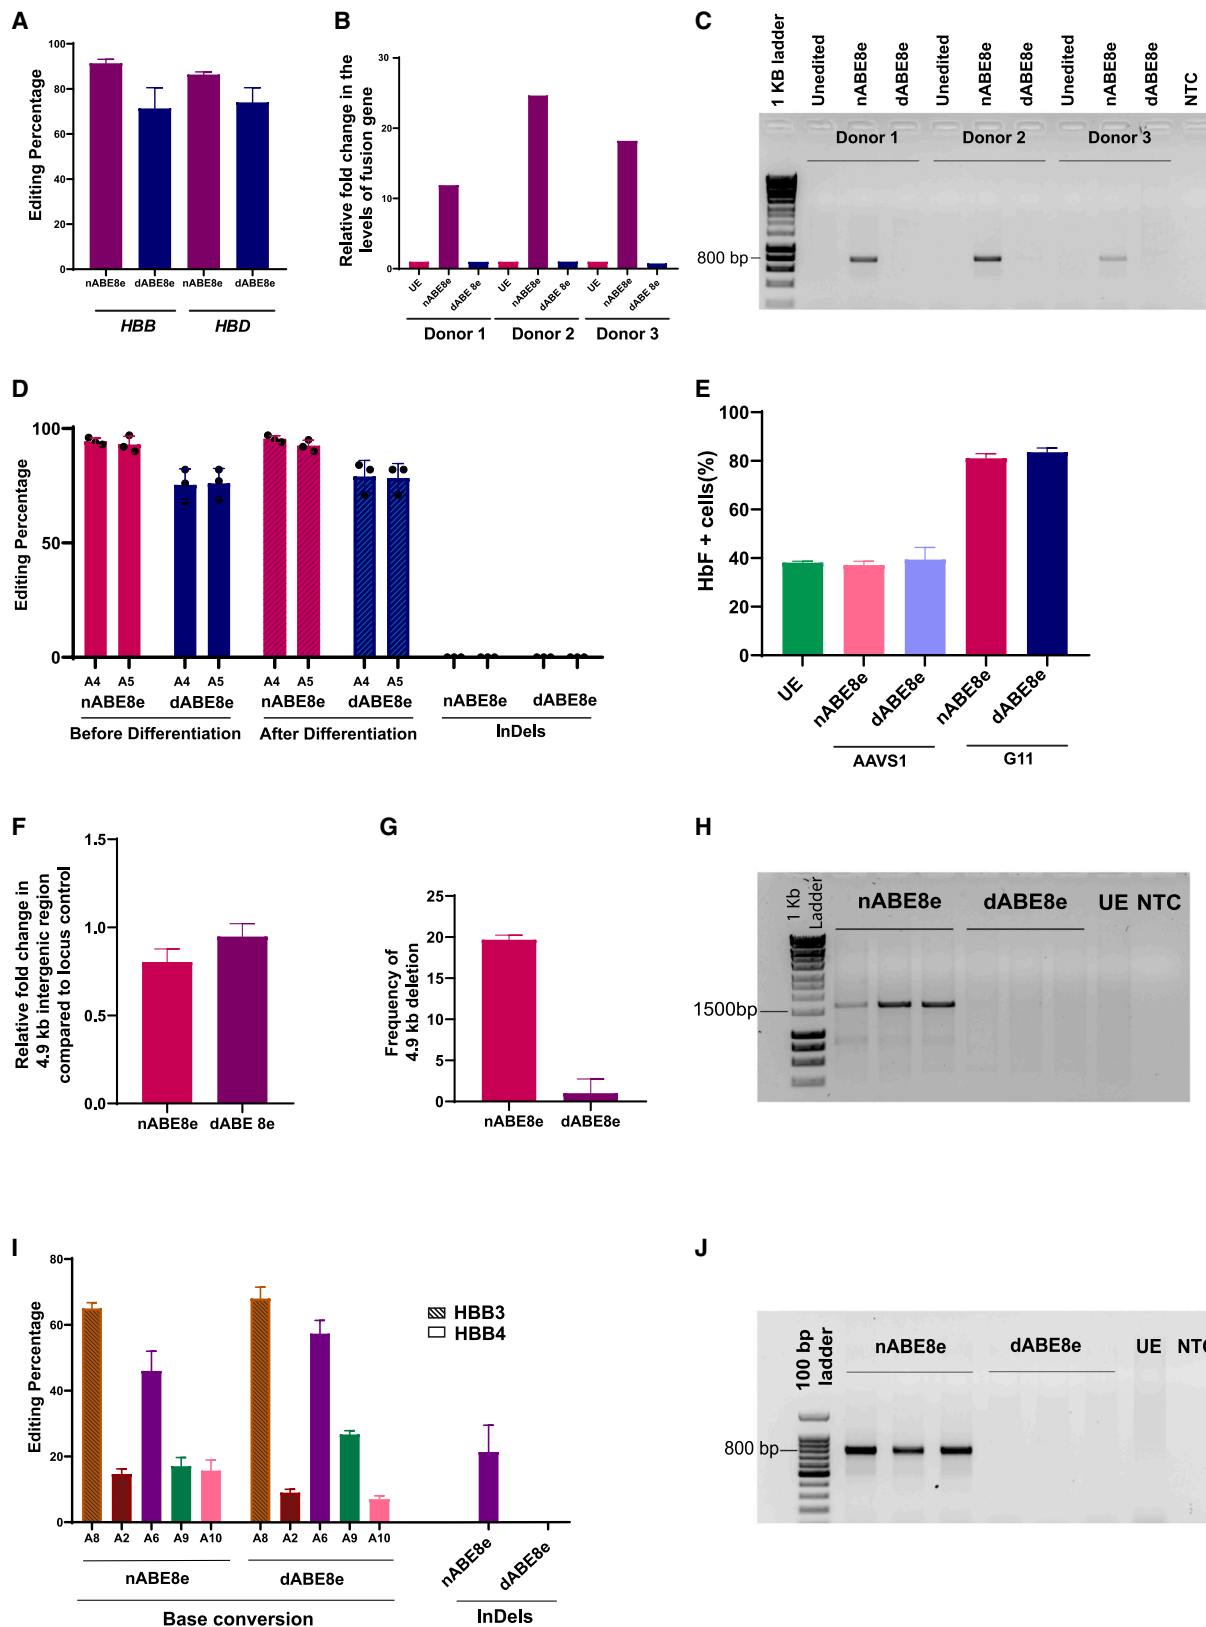 A
Editing Percentage
100
80
60
40
20
0
nABE8e dABE8e nABE8e dABE8e
HBB HBD
B
Relative fold change in the
levels of fusion gene
30
20
10
0
UE nABE8e dABE 8e UE nABE8e dABE 8e UE nABE8e dABE 8e
Donor 1 Donor 2 Donor 3
C
1 KB ladder Unedited nABE8e dABE8e Unedited nABE8e dABE8e Unedited nABE8e dABE8e NTC
Donor 1 Donor 2 Donor 3
800 bp
D
Editing Percentage
100
50
0
A4 A5 A4 A5 A4 A5 A4 A5
nABE8e dABE8e nABE8e dABE8e nABE8e dABE8e
Before Differentiation After Differentiation InDels
E
HbF + cells(%)
100
80
60
40
20
0
UE nABE8e dABE8e nABE8e dABE8e
AAVS1 G11
F
Relative fold change in
4.9 kb intergenic region
compared to locus control
1.5
1.0
0.5
0.0
nABE8e dABE 8e
G
Frequency of
4.9 kb deletion
25
20
15
10
5
0
nABE8e dABE8e
H
1 Kb
Ladder
nABE8e dABE8e UE NTC
1500bp
I
Editing Percentage
80
60
40
20
0
HBB3
HBB4
A8 A2 A6 A9 A10 A8 A2 A6 A9 A10
nABE8e dABE8e nABE8e dABE8e
Base conversion InDels
J
100 bp
ladder
nABE8e dABE8e UE NTC
800 bp